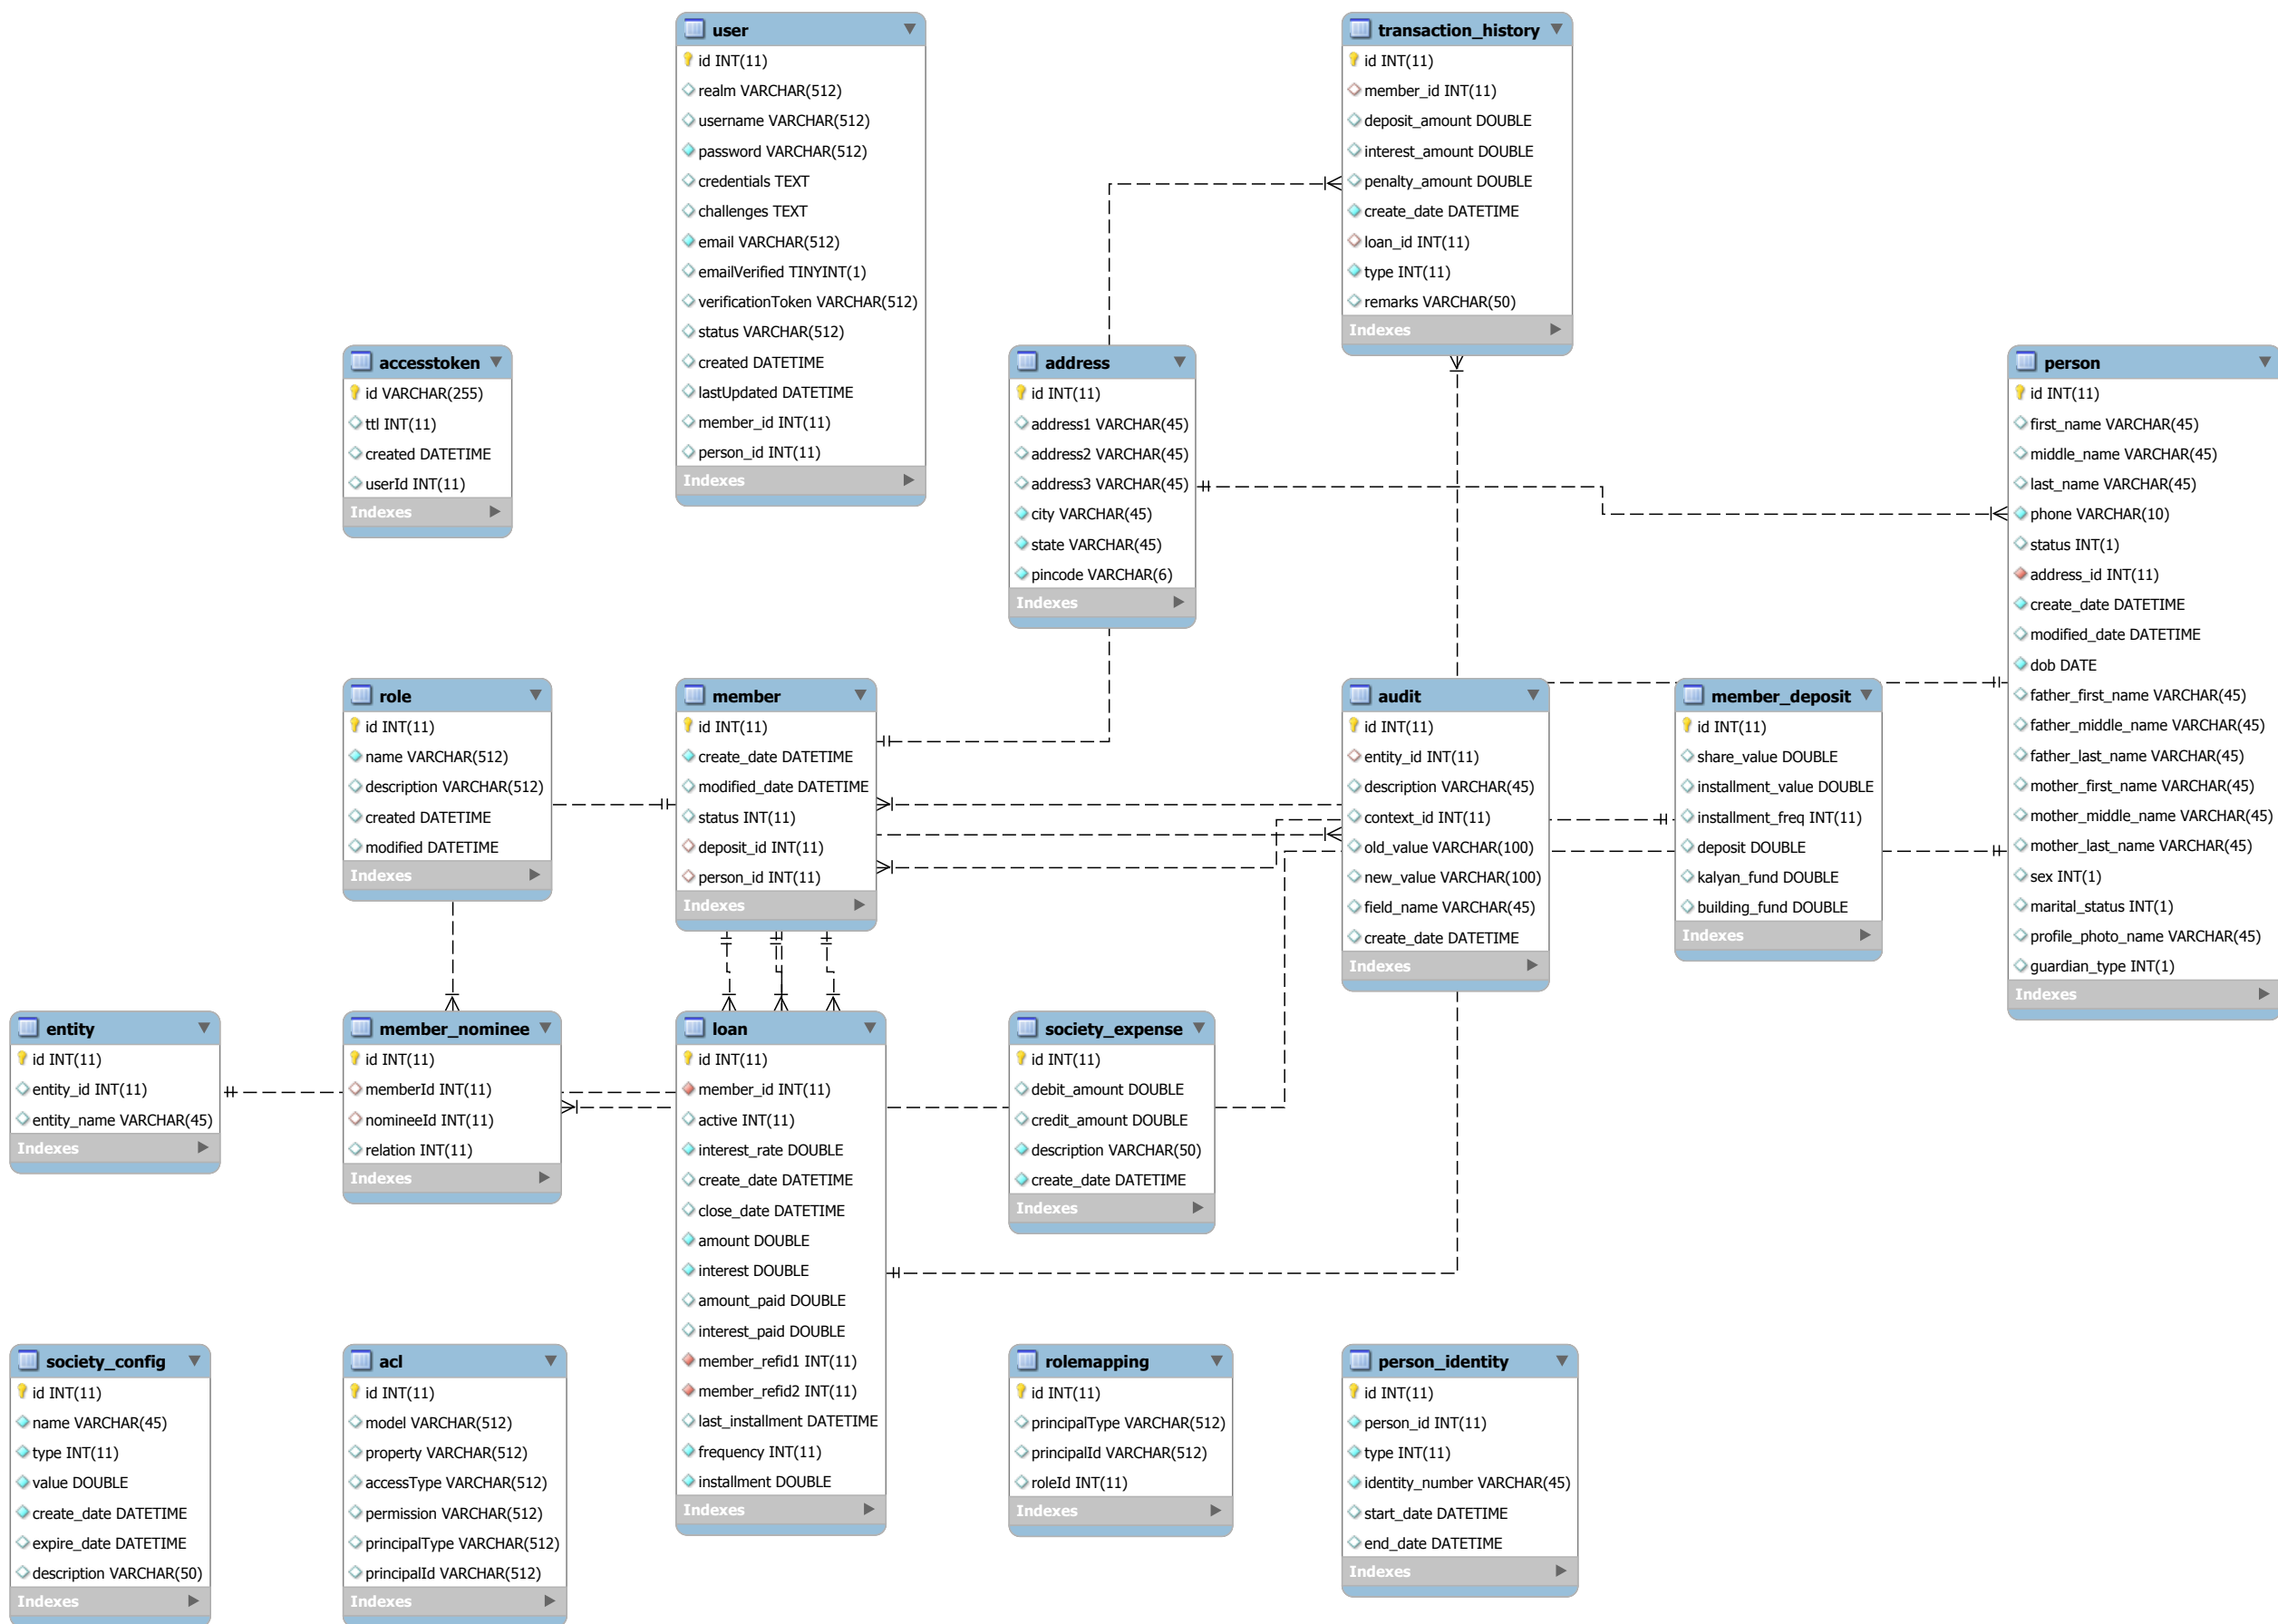 user
id INT(11)
realm VARCHAR(512)
username VARCHAR(512)
password VARCHAR(512)
credentials TEXT
challenges TEXT
email VARCHAR(512)
emailVerified TINYINT(1)
verificationToken VARCHAR(512)
status VARCHAR(512)
created DATETIME
lastUpdated DATETIME
member_id INT(11)
person_id INT(11)
Indexes
transaction_history
id INT(11)
member_id INT(11)
deposit_amount DOUBLE
interest_amount DOUBLE
penalty_amount DOUBLE
create_date DATETIME
loan_id INT(11)
type INT(11)
remarks VARCHAR(50)
Indexes
accesstoken
id VARCHAR(255)
ttl INT(11)
created DATETIME
userId INT(11)
Indexes
address
id INT(11)
address1 VARCHAR(45)
address2 VARCHAR(45)
address3 VARCHAR(45)
city VARCHAR(45)
state VARCHAR(45)
pincode VARCHAR(6)
Indexes
person
id INT(11)
first_name VARCHAR(45)
middle_name VARCHAR(45)
last_name VARCHAR(45)
phone VARCHAR(10)
status INT(1)
address_id INT(11)
create_date DATETIME
modified_date DATETIME
dob DATE
father_first_name VARCHAR(45)
father_middle_name VARCHAR(45)
father_last_name VARCHAR(45)
mother_first_name VARCHAR(45)
mother_middle_name VARCHAR(45)
mother_last_name VARCHAR(45)
sex INT(1)
marital_status INT(1)
profile_photo_name VARCHAR(45)
guardian_type INT(1)
Indexes
role
id INT(11)
name VARCHAR(512)
description VARCHAR(512)
created DATETIME
modified DATETIME
Indexes
member
id INT(11)
create_date DATETIME
modified_date DATETIME
status INT(11)
deposit_id INT(11)
person_id INT(11)
Indexes
audit
id INT(11)
entity_id INT(11)
description VARCHAR(45)
context_id INT(11)
old_value VARCHAR(100)
new_value VARCHAR(100)
field_name VARCHAR(45)
create_date DATETIME
Indexes
member_deposit
id INT(11)
share_value DOUBLE
installment_value DOUBLE
installment_freq INT(11)
deposit DOUBLE
kalyan_fund DOUBLE
building_fund DOUBLE
Indexes
entity
id INT(11)
entity_id INT(11)
entity_name VARCHAR(45)
Indexes
member_nominee
id INT(11)
memberId INT(11)
nomineeId INT(11)
relation INT(11)
Indexes
loan
id INT(11)
member_id INT(11)
active INT(11)
interest_rate DOUBLE
create_date DATETIME
close_date DATETIME
amount DOUBLE
interest DOUBLE
amount_paid DOUBLE
interest_paid DOUBLE
member_refid1 INT(11)
member_refid2 INT(11)
last_installment DATETIME
frequency INT(11)
installment DOUBLE
Indexes
society_expense
id INT(11)
debit_amount DOUBLE
credit_amount DOUBLE
description VARCHAR(50)
create_date DATETIME
Indexes
society_config
id INT(11)
name VARCHAR(45)
type INT(11)
value DOUBLE
create_date DATETIME
expire_date DATETIME
description VARCHAR(50)
Indexes
acl
id INT(11)
model VARCHAR(512)
property VARCHAR(512)
accessType VARCHAR(512)
permission VARCHAR(512)
principalType VARCHAR(512)
principalId VARCHAR(512)
Indexes
rolemapping
id INT(11)
principalType VARCHAR(512)
principalId VARCHAR(512)
roleId INT(11)
Indexes
person_identity
id INT(11)
person_id INT(11)
type INT(11)
identity_number VARCHAR(45)
start_date DATETIME
end_date DATETIME
Indexes